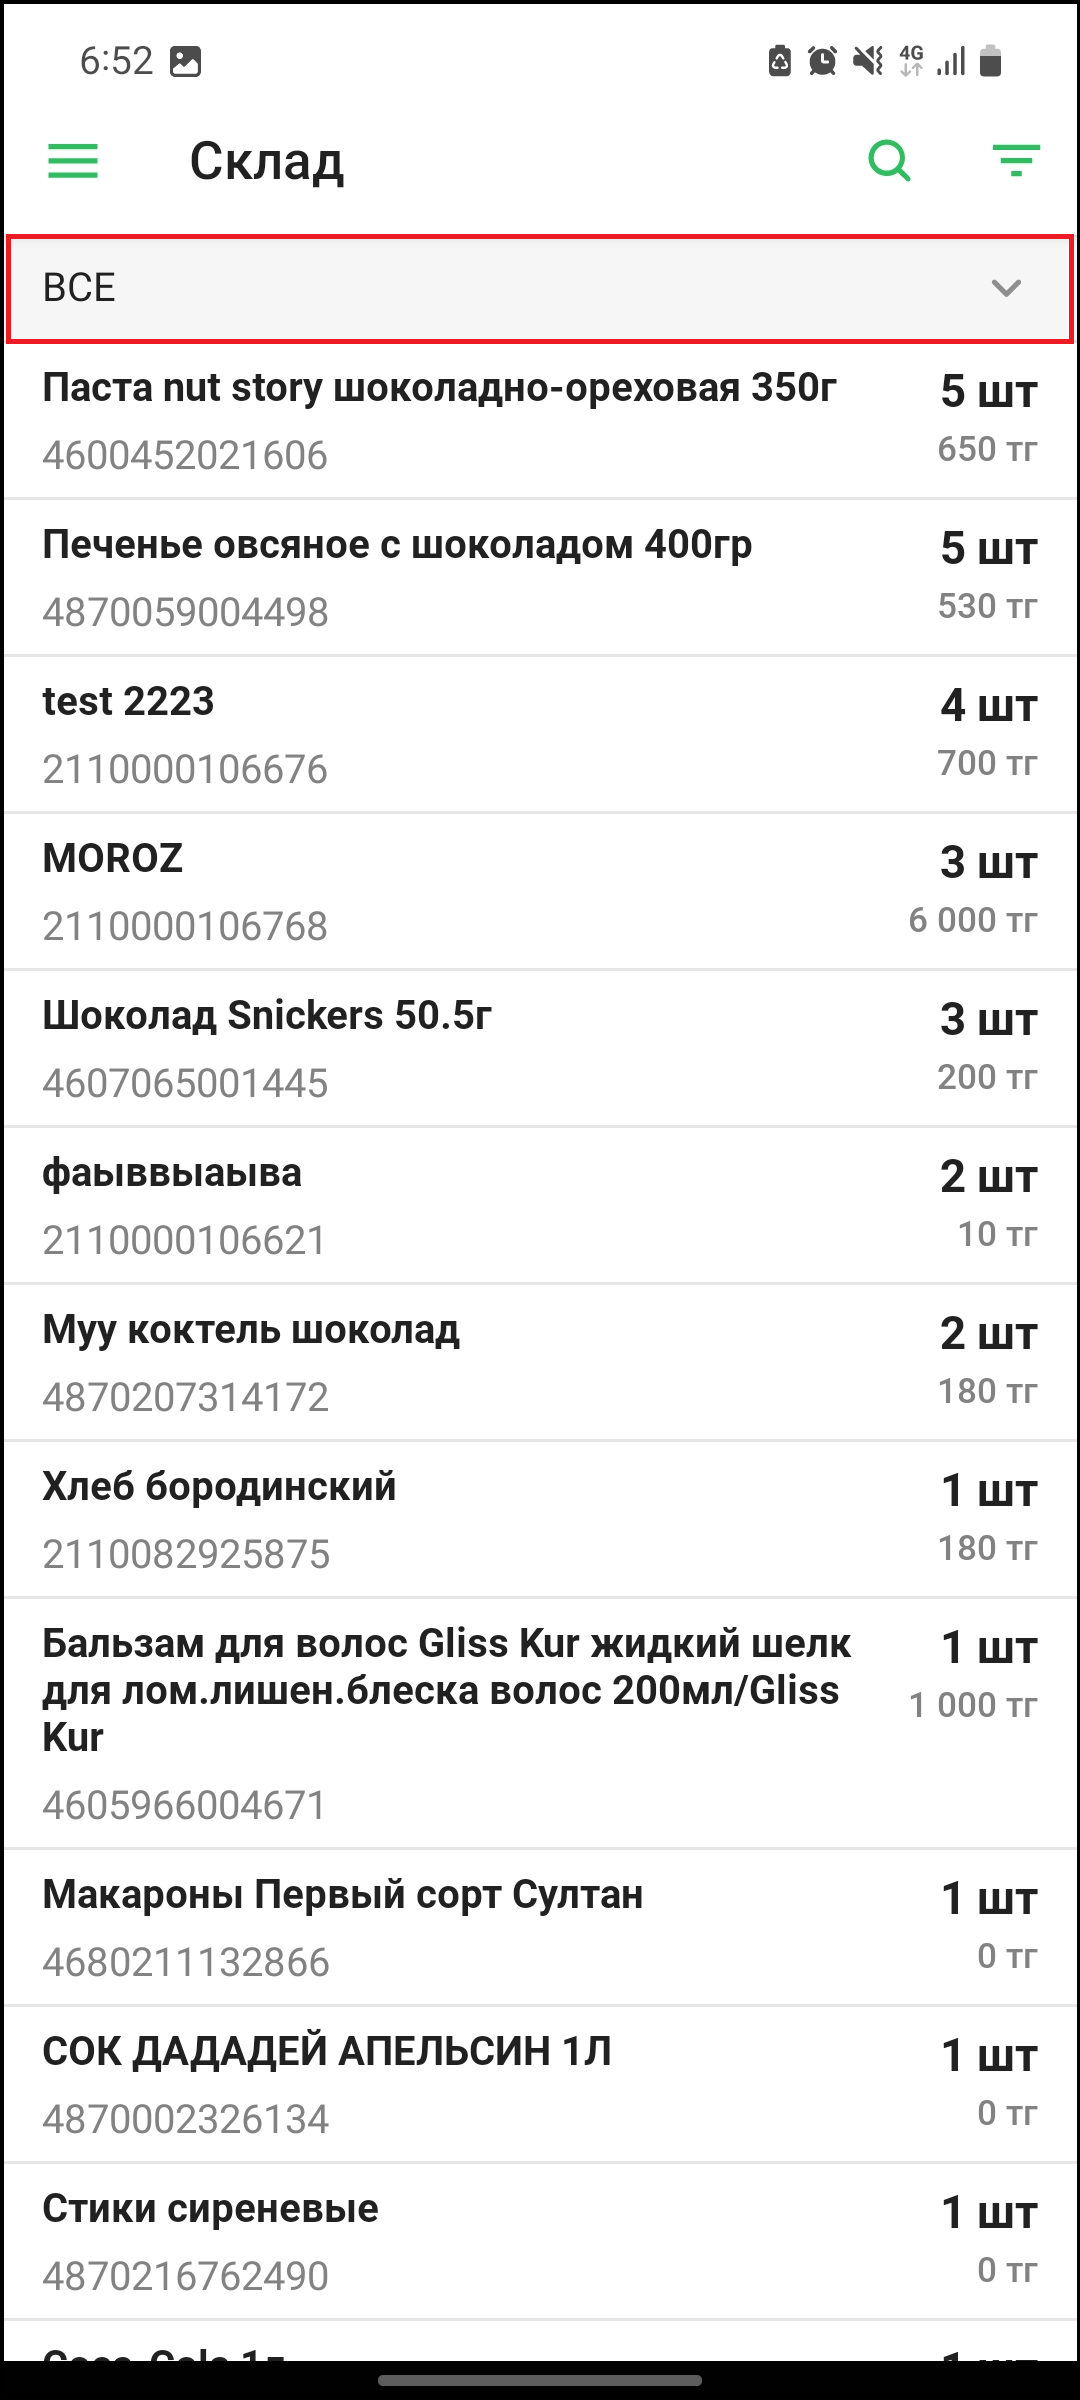 6:52
4G
Склад
ВСЕ
Паста nut story шоколадно-ореховая 350г
5 шт
4600452021606
650 тг
Печенье овсяное с шоколадом 400гр
5 шт
4870059004498
530 тг
test 2223
4 шт
2110000106676
700 тг
MOROZ
3 шт
2110000106768
6 000 тг
Шоколад Snickers 50.5г
3 шт
4607065001445
200 тг
фаыввыаыва
2 шт
2110000106621
10 тг
Муу коктель шоколад
2 шт
4870207314172
180 тг
Хлеб бородинский
1 шт
2110082925875
180 тг
Бальзам для волос Gliss Kur жидкий шелк
для лом.лишен.блеска волос 200мл/Gliss
Kur
1 шт
1 000 тг
4605966004671
Макароны Первый сорт Султан
1 шт
4680211132866
0 тг
СОК ДАДАДЕЙ АПЕЛЬСИН 1Л
1 шт
4870002326134
0 тг
Стики сиреневые
1 шт
4870216762490
0 тг